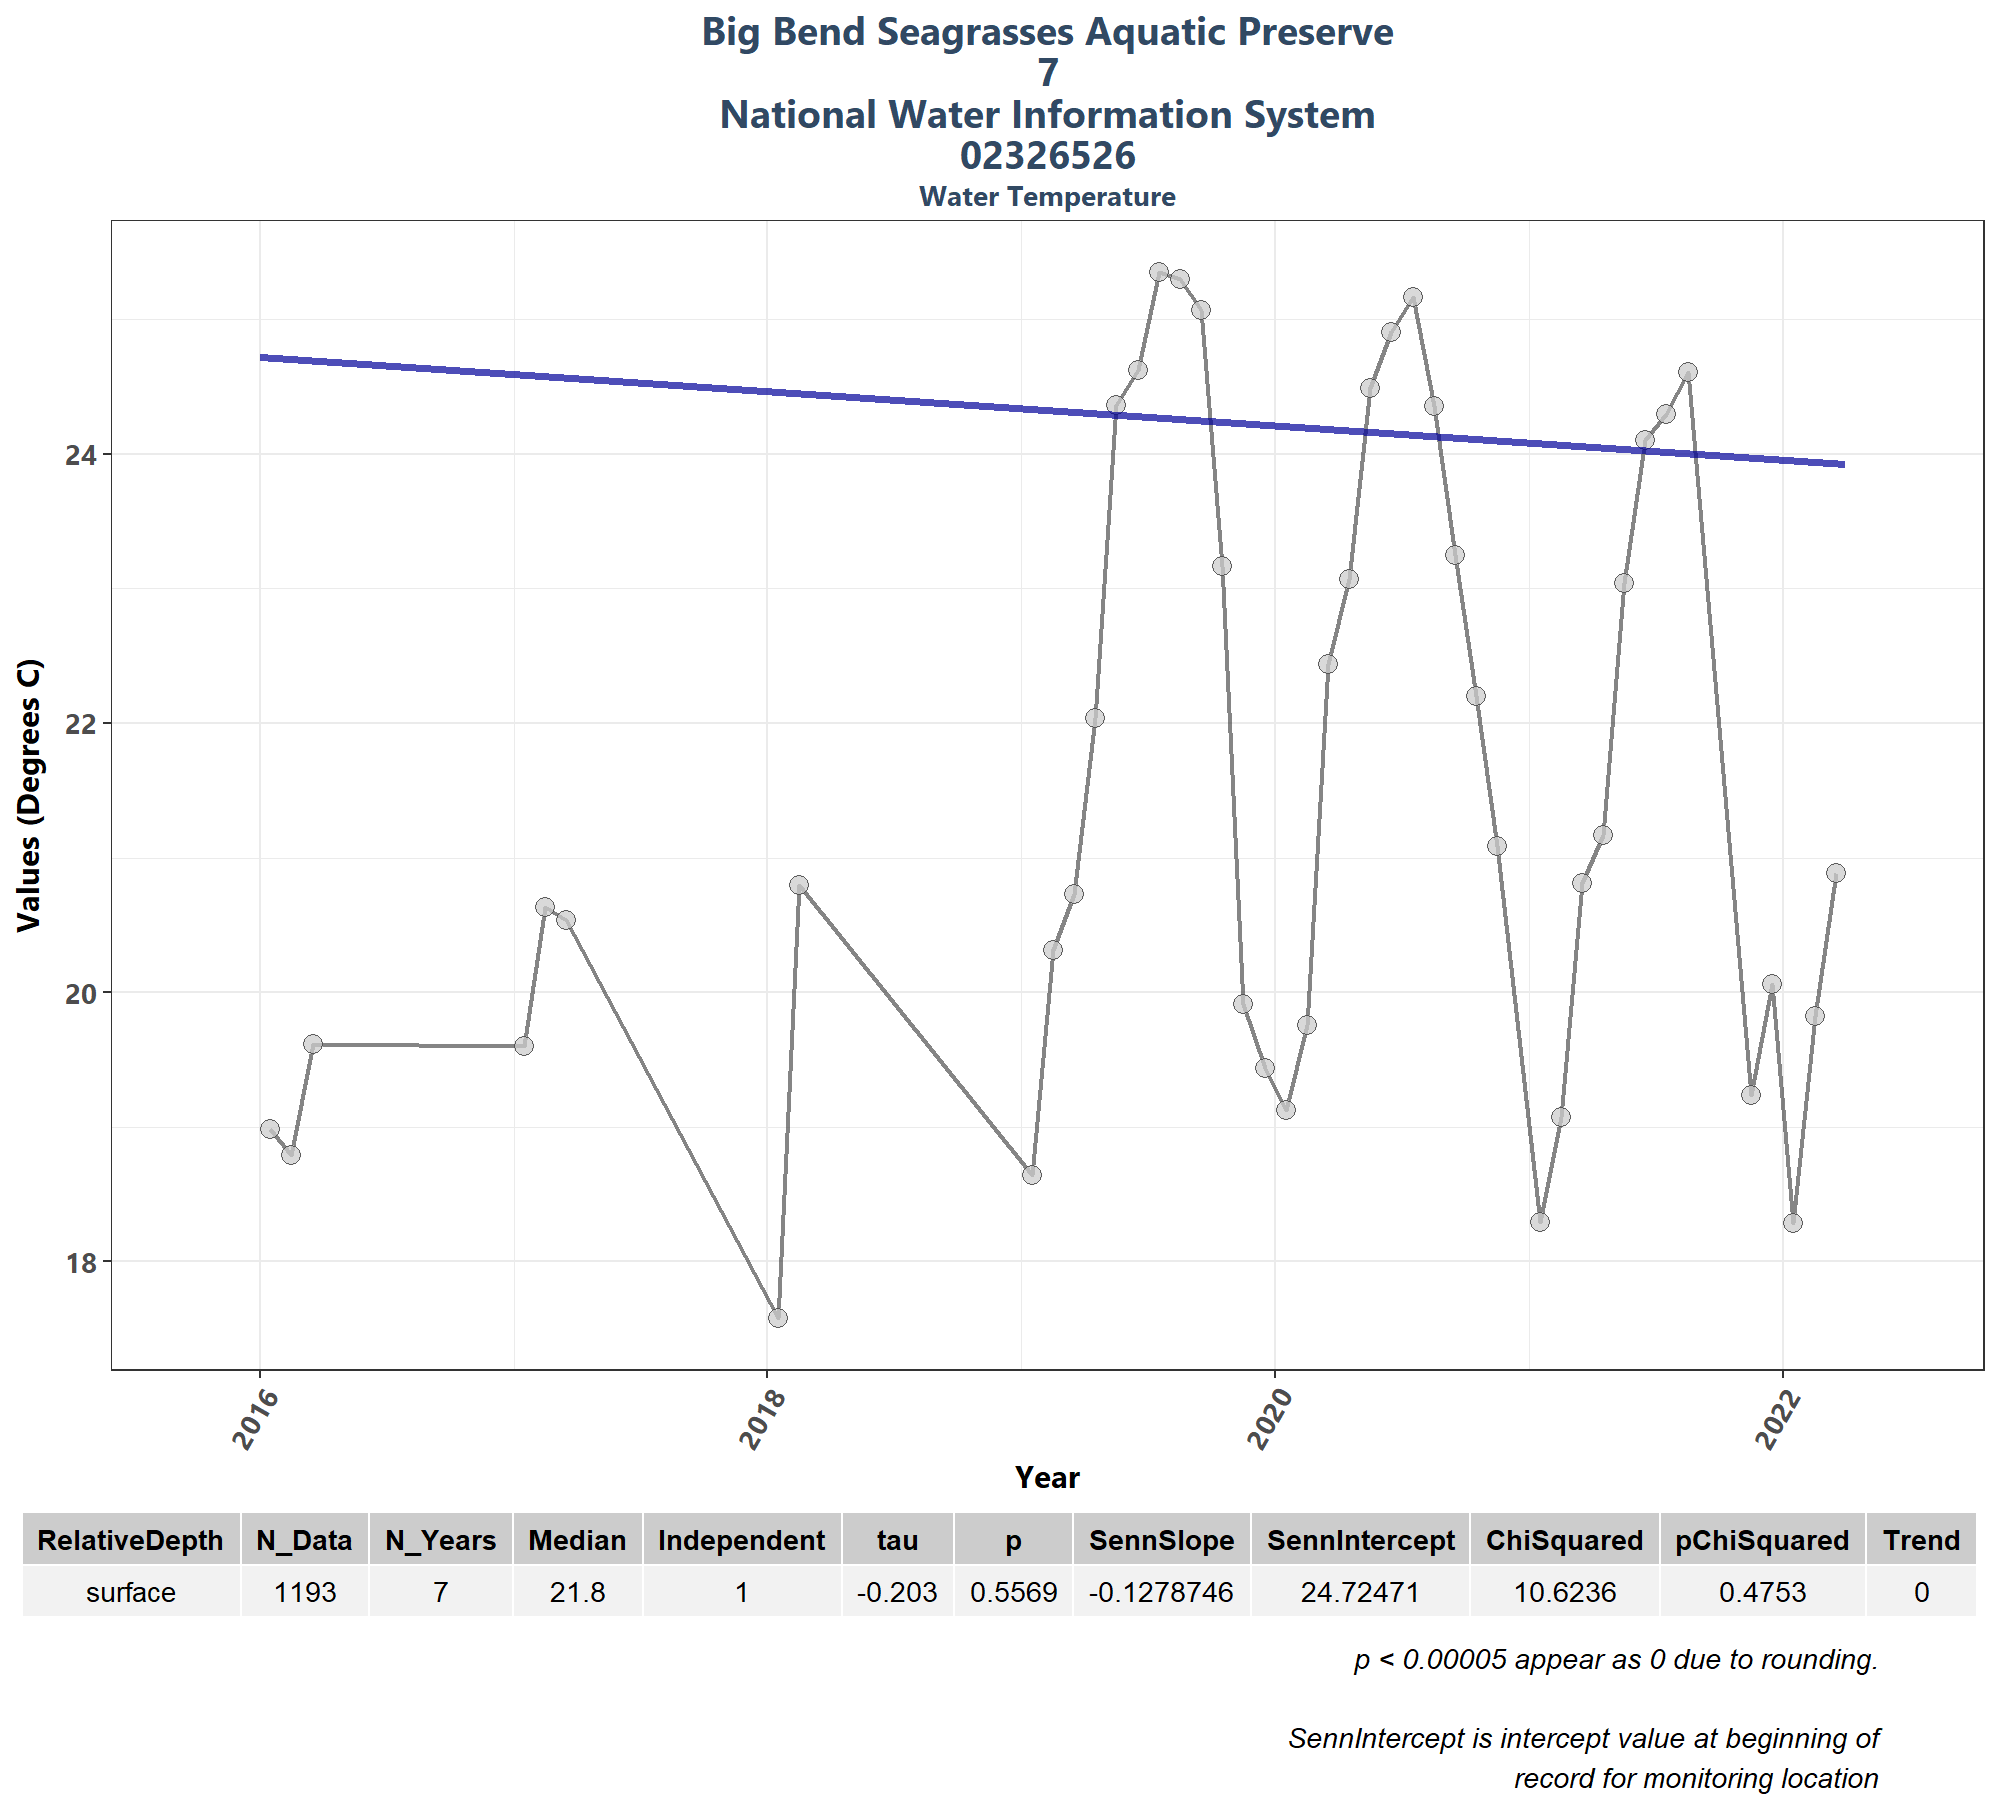 Big Bend Seagrasses Aquatic Preserve
7
National Water Information System
02326526
Water Temperature
Values (Degrees C)
24
22
20
18
2016 2018 2020 2022
Year
RelativeDepth N_Data N_Years Median Independent tau p SennSlope SennIntercept ChiSquared pChiSquared Trend
surface 1193 7 21.8 1 -0.203 0.5569 -0.1278746 24.72471 10.6236 0.4753 0
p < 0.00005 appear as 0 due to rounding.
SennIntercept is intercept value at beginning of
record for monitoring location